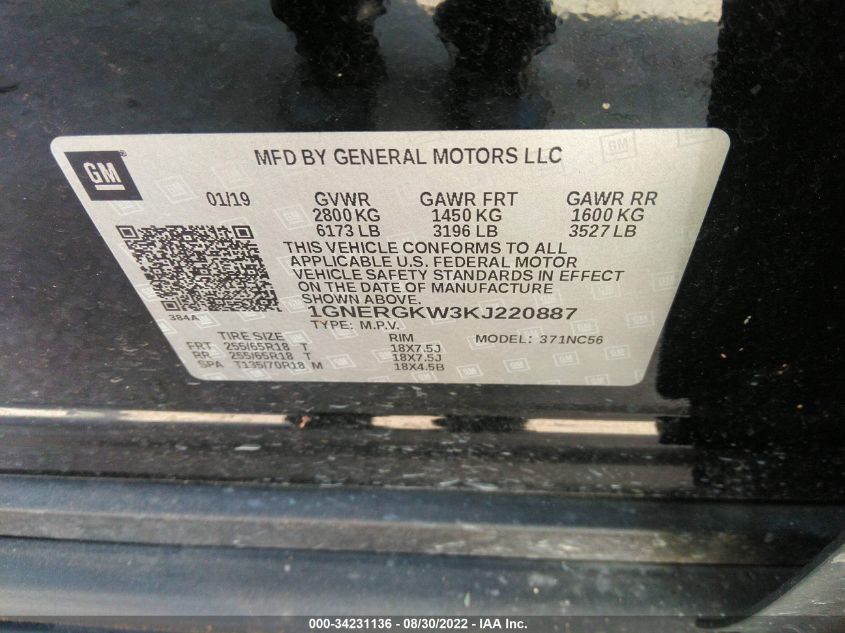 GM
MFD BY GENERAL MOTORS LLC
01/19 GVWR GAWR FRT GAWR RR
2800 KG 1450 KG 1600 KG
6173 LB 3196 LB 3527 LB
THIS VEHICLE CONFORMS TO ALL
APPLICABLE U.S. FEDERAL MOTOR
VEHICLE SAFETY STANDARDS IN EFFECT
ON THE DATE OF MANUFACTURE
SHOWN ABOVE.
384A
1GNERGKW3KJ220887
TYPE: M.P.V. MODEL: 371NC56
TIRE SIZE RIM
FRT 255/65R18 T 18X7.5J
RR 255/65R18 T 18X7.5J
SPA T135/70R18 M 18X4.5B
000-34231136 - 08/30/2022 - IAA Inc.